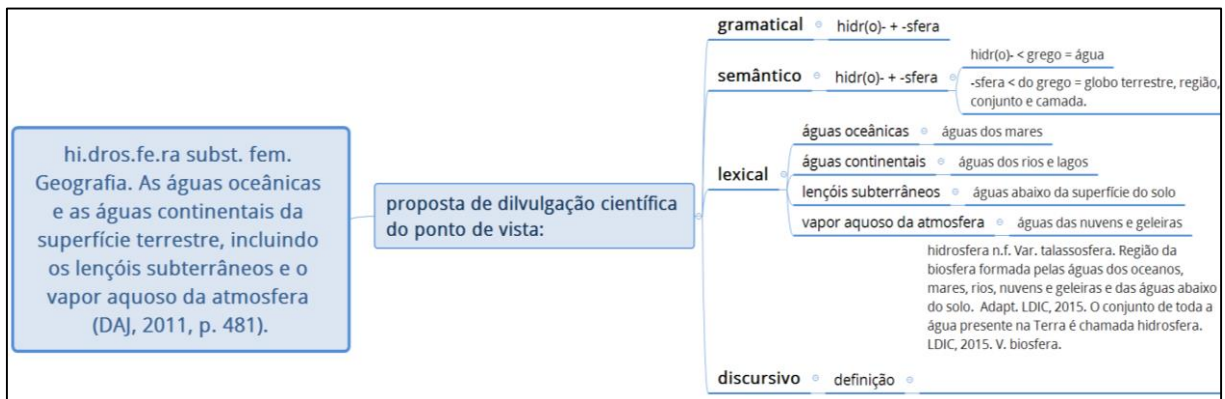 hi.dros.fe.ra subst. fem.
Geografia. As águas oceânicas
e as águas continentais da
superfície terrestre, incluindo
os lençóis subterrâneos e o
vapor aquoso da atmosfera
(DAJ, 2011, p. 481).
proposta de dilvulgação científica
do ponto de vista:
gramatical hidr(o)- + -sfera
semântico hidr(o)- + -sfera
hidr(o)- < grego = água
-sfera < do grego = globo terrestre, região,
conjunto e camada.
lexical
águas oceânicas águas dos mares
águas continentais águas dos rios e lagos
lençóis subterrâneos águas abaixo da superfície do solo
vapor aquoso da atmosfera águas das nuvens e geleiras
discursivo definição
hidrosfera n.f. Var. talassosfera. Região da
biosfera formada pelas águas dos oceanos,
mares, rios, nuvens e geleiras e das águas abaixo
do solo. Adapt. LDIC, 2015. O conjunto de toda a
água presente na Terra é chamada hidrosfera.
LDIC, 2015. V. biosfera.